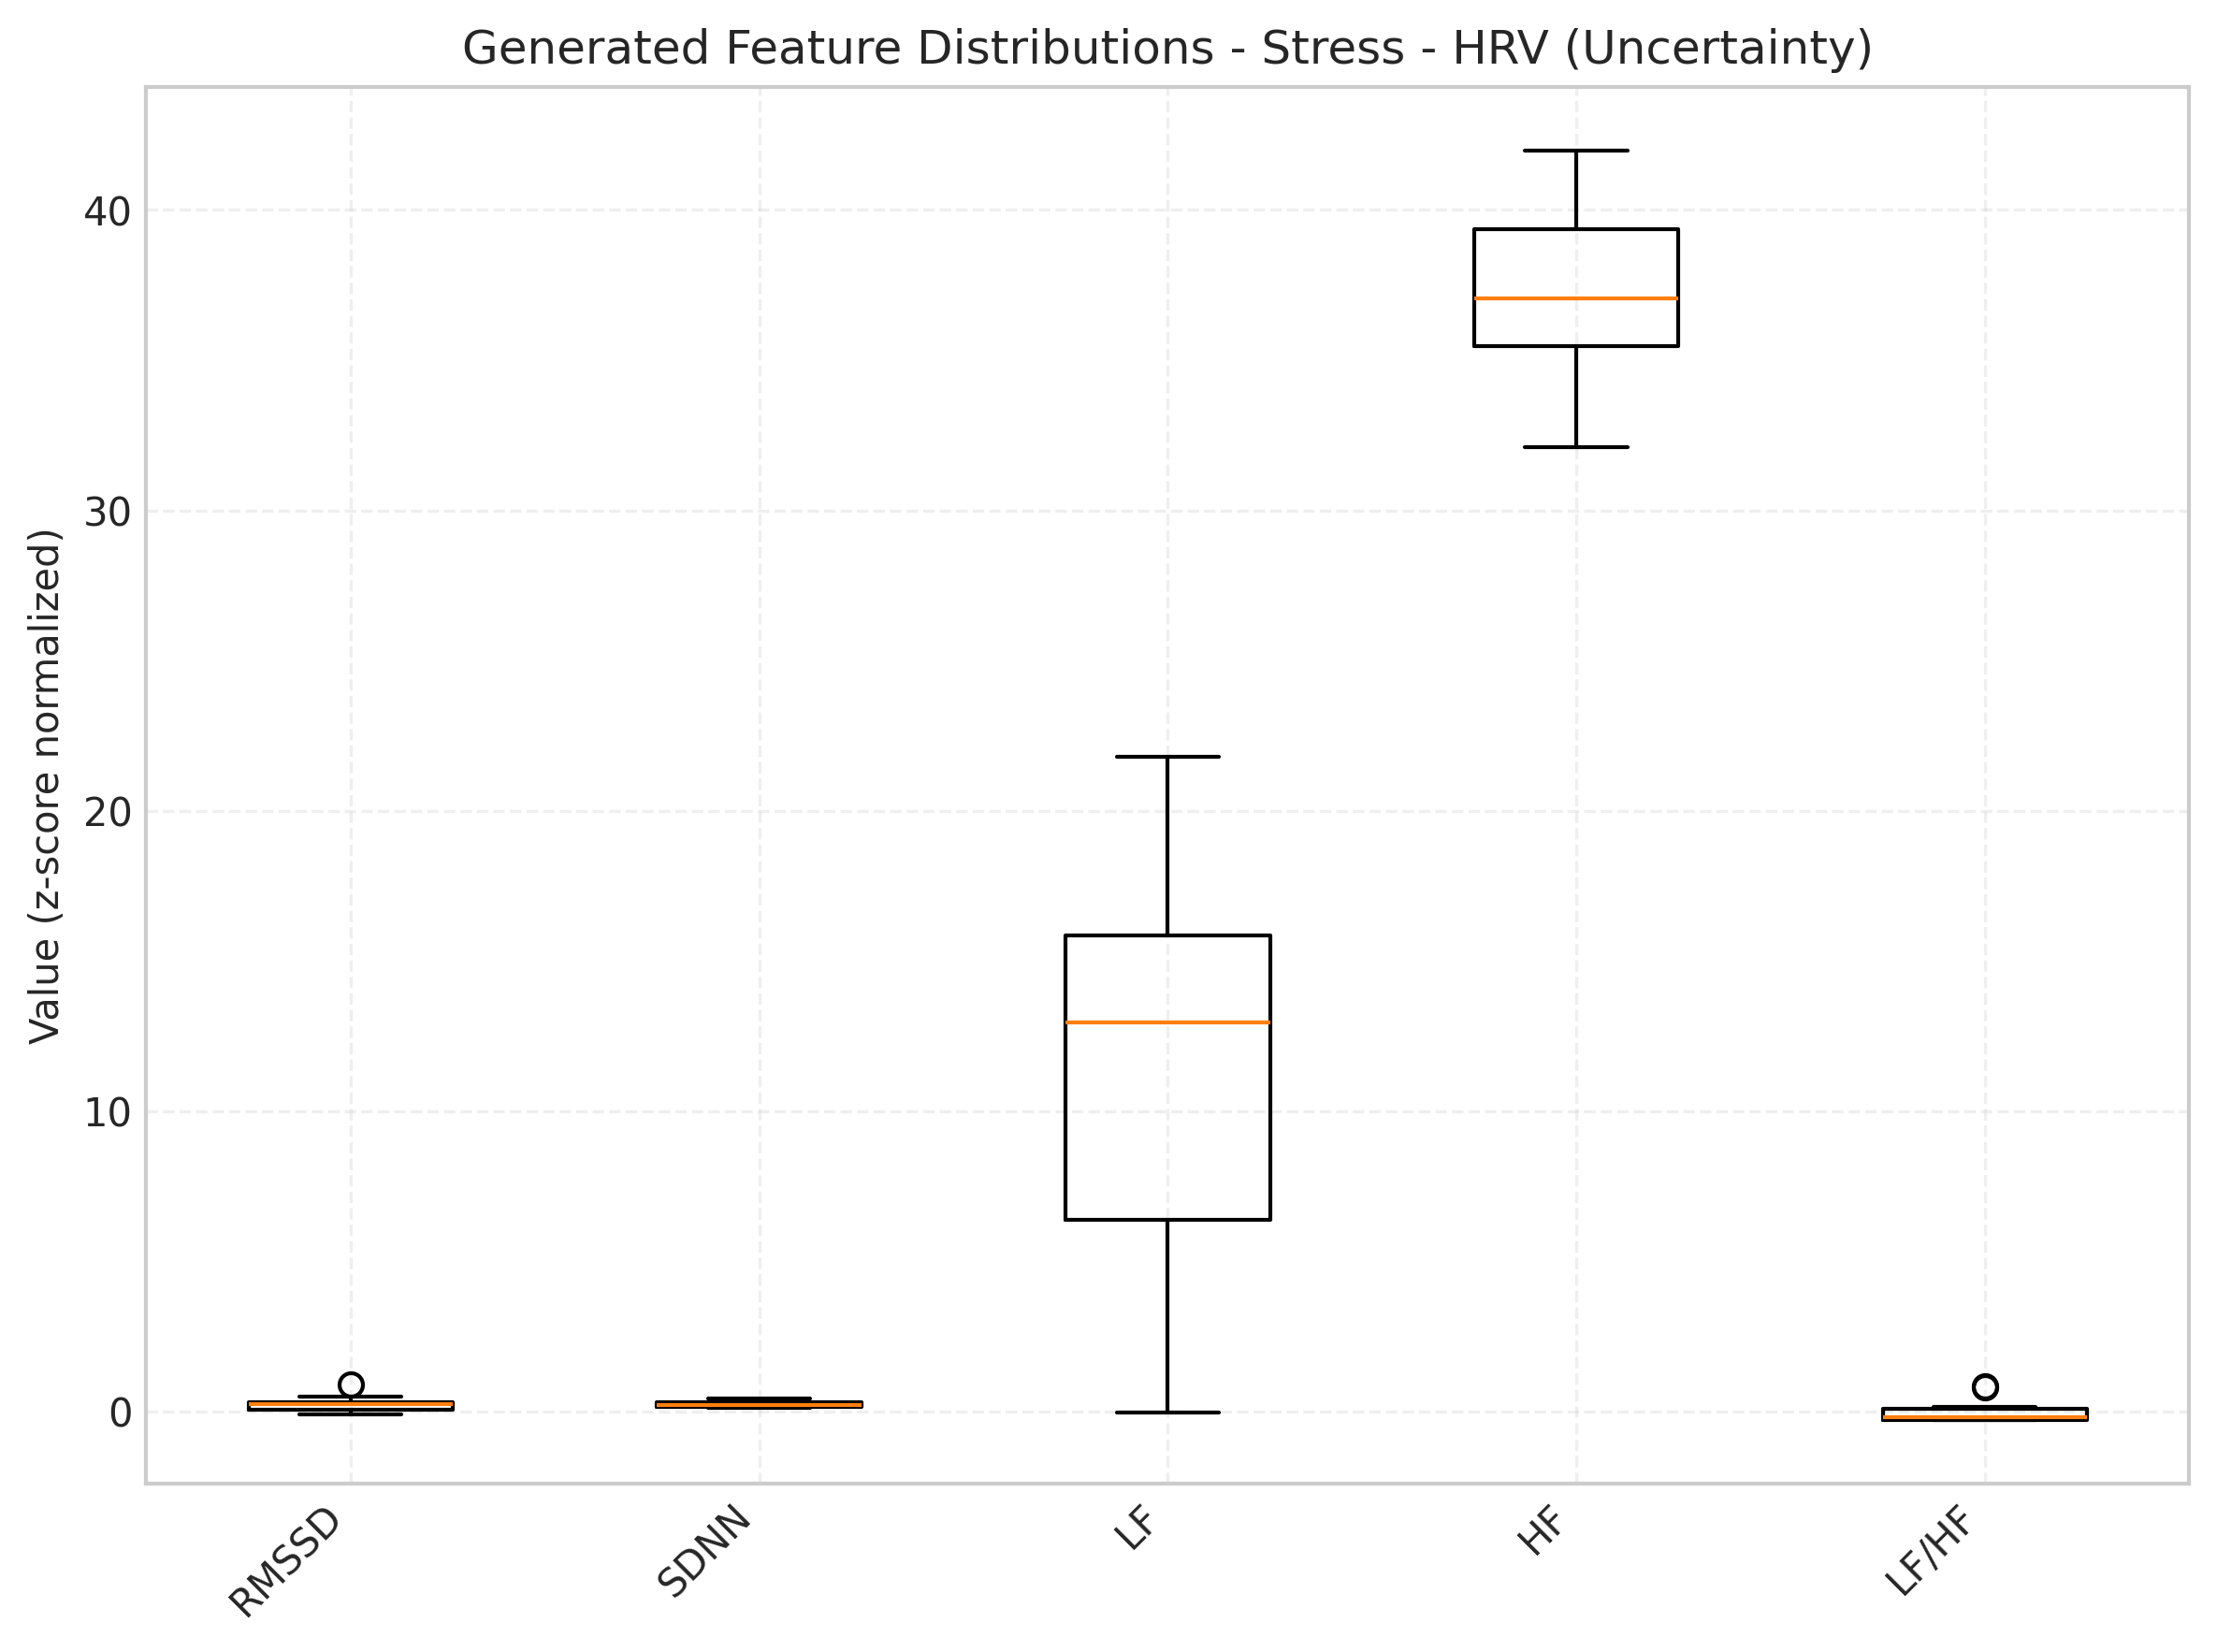 Generated Feature Distributions - Stress - HRV (Uncertainty)
Value (z-score normalized)
40
30
20
10
0
RMSSD
SDNN
LF
HF
LF/HF